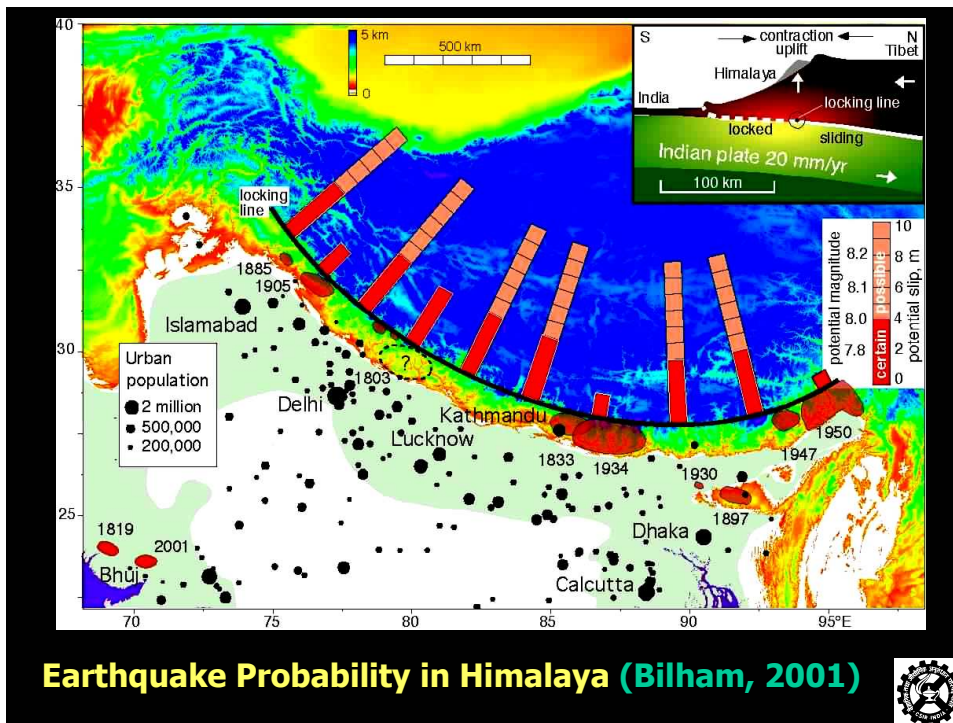 40
35
30
25
70
75
80
85
90
95ºE
5 km
0
500 km
S
N
contraction
uplift
Tibet
Himalaya
India
locking line
locked
sliding
Indian plate 20 mm/yr
100 km
locking
line
1885
1905
Islamabad
Urban
population
2 million
500,000
200,000
1803
?
Delhi
Lucknow
Kathmandu
1833
1934
1930
1947
1950
1897
Dhaka
Calcutta
1819
2001
Bhuj
potential magnitude
8.2
8.1
8.0
7.8
certain
possible
10
8
6
4
2
0
potential slip, m
Earthquake Probability in Himalaya (Bilham, 2001)
CSIR INDIA